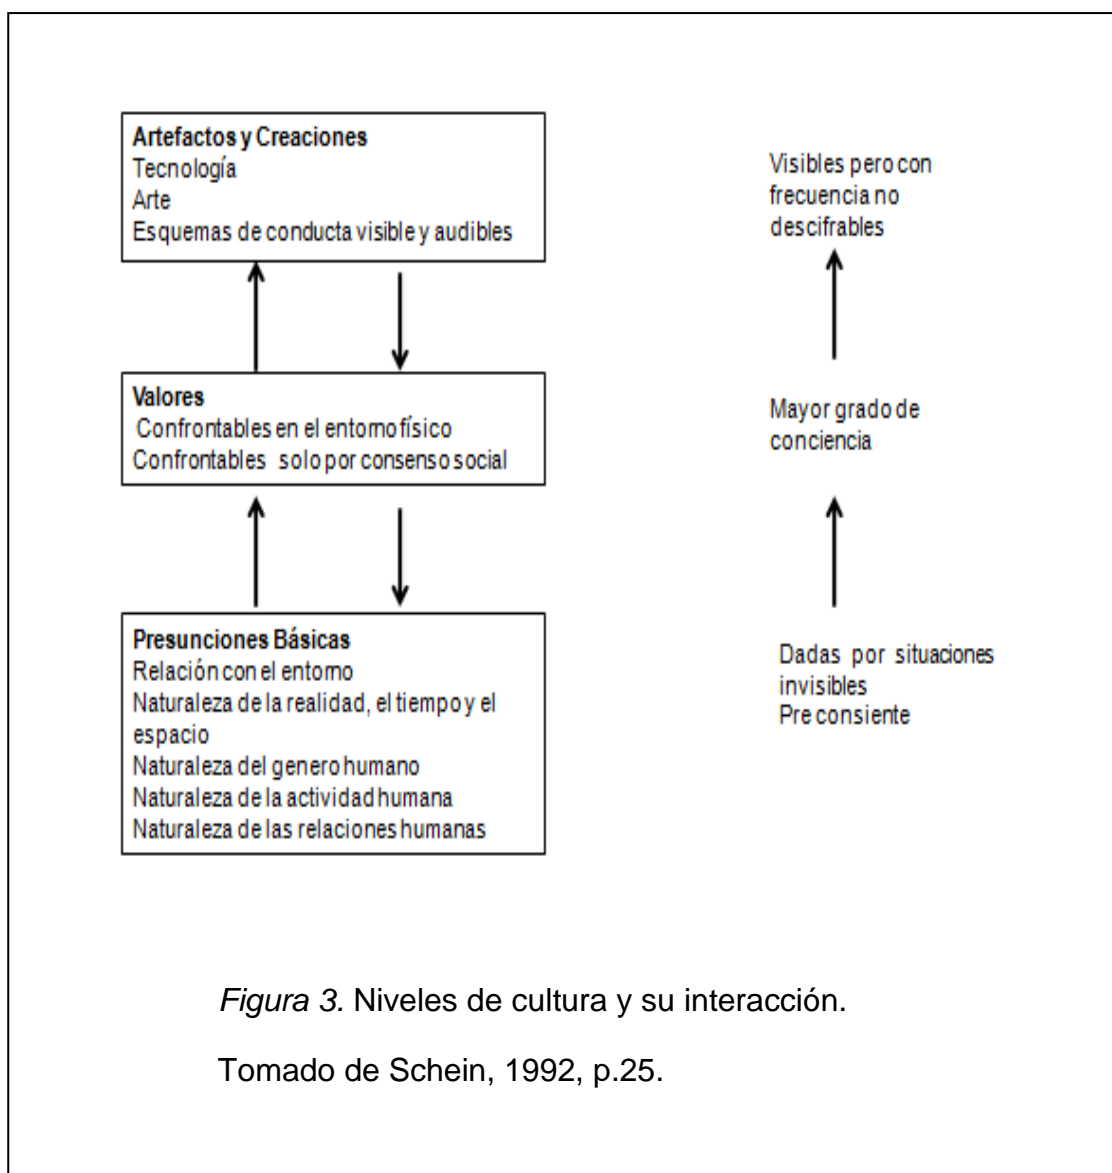 Artefactos y Creaciones
Tecnología
Arte
Esquemas de conducta visible y audibles
Visibles pero con
frecuencia no
descifrables
Valores
Confrontables en el entorno físico
Confrontables solo por consenso social
Mayor grado de
conciencia
Presunciones Básicas
Relación con el entorno
Naturaleza de la realidad, el tiempo y el
espacio
Naturaleza del genero humano
Naturaleza de la actividad humana
Naturaleza de las relaciones humanas
Dadas por situaciones
invisibles
Pre consiente
Figura 3. Niveles de cultura y su interacción.
Tomado de Schein, 1992, p.25.